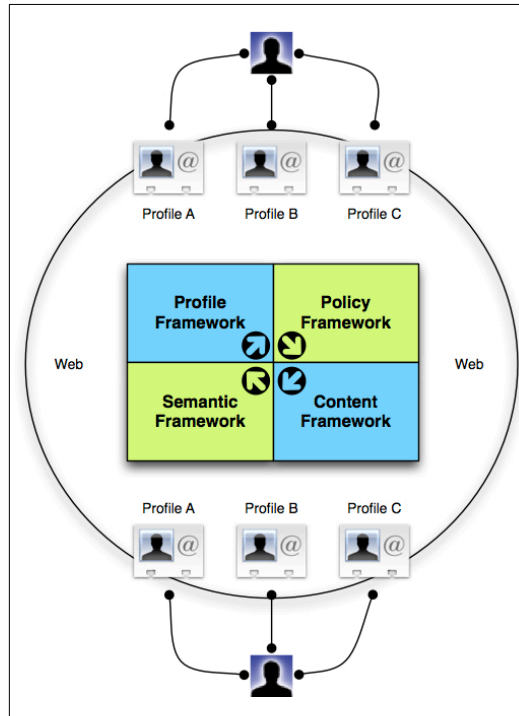 @ @ @
Profile A Profile B Profile C
Profile Framework
Policy Framework
Web Web
Semantic Framework
Content Framework
Profile A Profile B Profile C
@ @ @